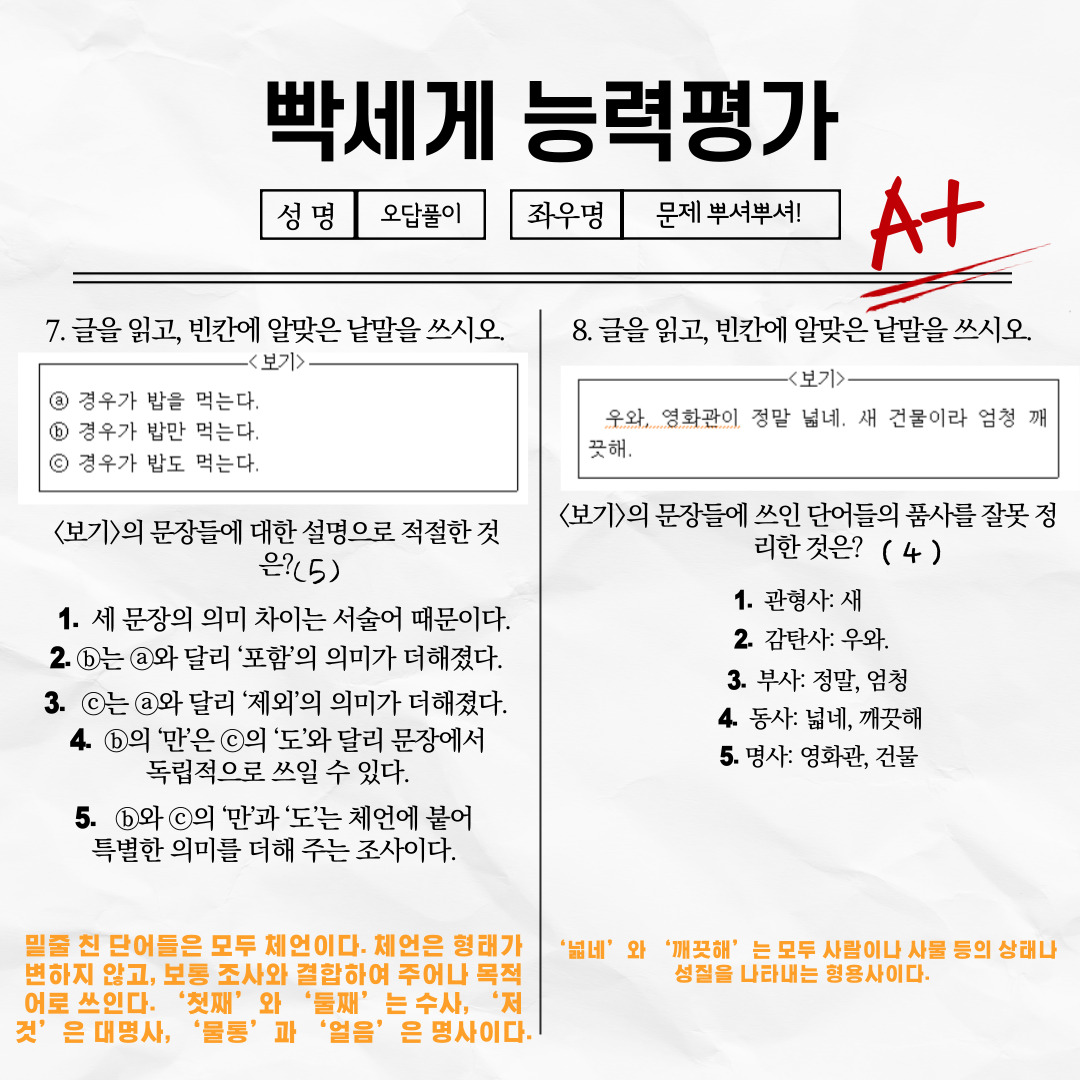 빡세게 능력평가
성 명 오답풀이 좌우명 문제 뿌셔뿌셔!
A+
7. 글을 읽고, 빈칸에 알맞은 낱말을 쓰시오.
<보기>
ⓐ 경우가 밥을 먹는다.
ⓑ 경우가 밥만 먹는다.
ⓒ 경우가 밥도 먹는다.
<보기>의 문장들에 대한 설명으로 적절한 것
은?(5)
1. 세 문장의 의미 차이는 서술어 때문이다.
2. ⓑ는 ⓐ와 달리 ‘포함’의 의미가 더해졌다.
3. ⓒ는 ⓐ와 달리 ‘제외’의 의미가 더해졌다.
4. ⓑ의 ‘만’은 ⓒ의 ‘도’와 달리 문장에서
독립적으로 쓰일 수 있다.
5. ⓑ와 ⓒ의 ‘만’과 ‘도’는 체언에 붙어
특별한 의미를 더해 주는 조사이다.
밑줄 친 단어들은 모두 체언이다. 체언은 형태가
변하지 않고, 보통 조사와 결합하여 주어나 목적
어로 쓰인다. ‘첫째’와 ‘둘째’는 수사, ‘저
것’은 대명사, ‘물통’과 ‘얼음’은 명사이다.
8. 글을 읽고, 빈칸에 알맞은 낱말을 쓰시오.
<보기>
우와, 영화관이 정말 넓네. 새 건물이라 엄청 깨
끗해.
<보기>의 문장들에 쓰인 단어들의 품사를 잘못 정
리한 것은? (4)
1. 관형사: 새
2. 감탄사: 우와.
3. 부사: 정말, 엄청
4. 동사: 넓네, 깨끗해
5. 명사: 영화관, 건물
‘넓네’와 ‘깨끗해’는 모두 사람이나 사물 등의 상태나
성질을 나타내는 형용사이다.